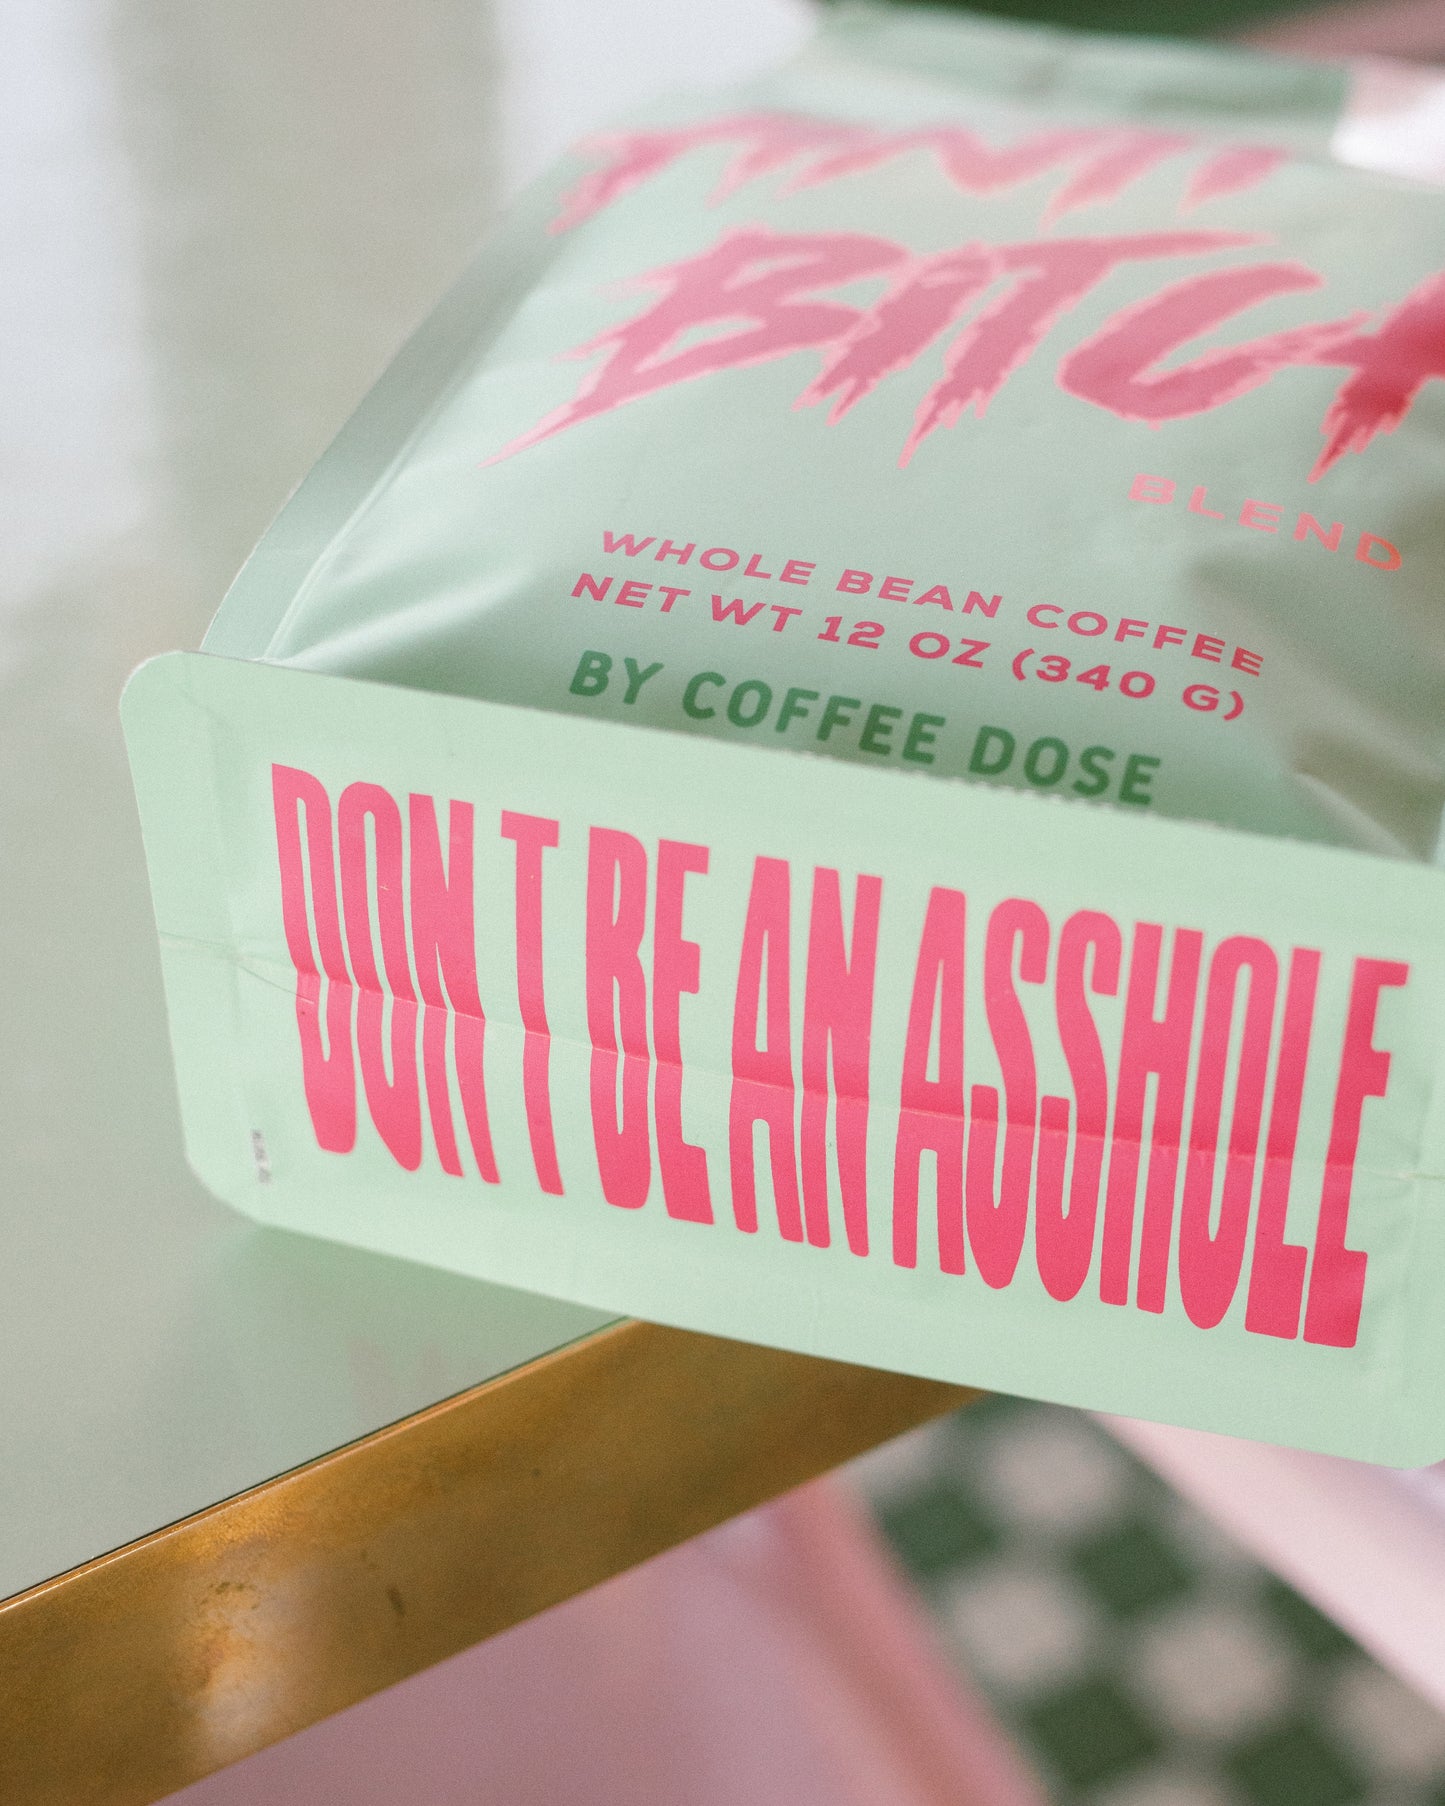 BITCH
BLEND
WHOLE BEAN COFFEE
NET WT 12 OZ (340 G)
BY COFFEE DOSE
DON'T BE AN ASSHOLE